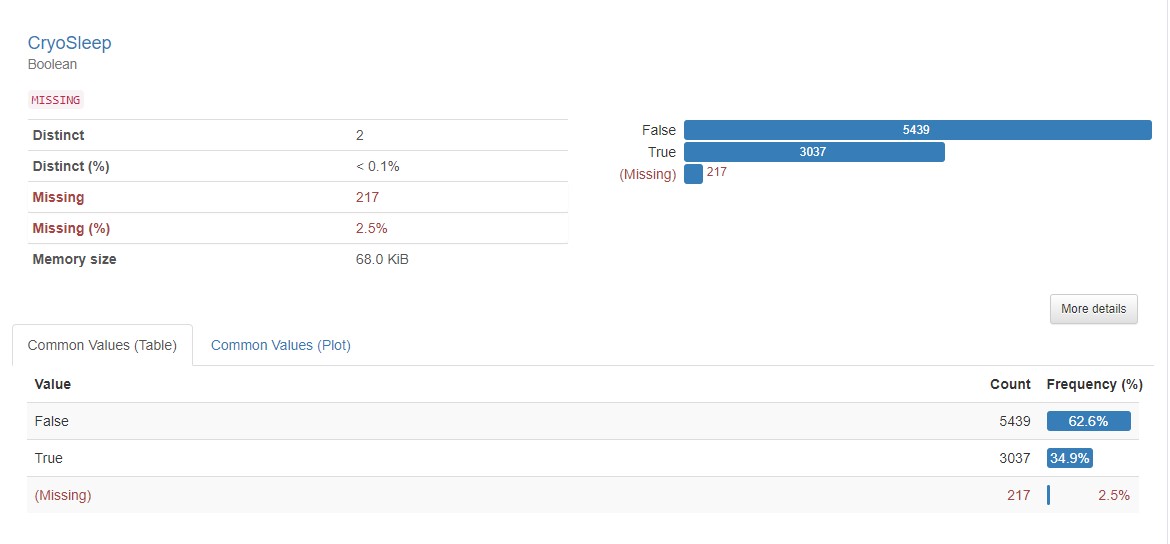 CryoSleep
Boolean
MISSING
Distinct 2
Distinct (%) < 0.1%
Missing 217
Missing (%) 2.5%
Memory size 68.0 KiB
False 5439
True 3037
(Missing) 217
More details
Common Values (Table) Common Values (Plot)
Value Count Frequency (%)
False 5439 62.6%
True 3037 34.9%
(Missing) 217 2.5%